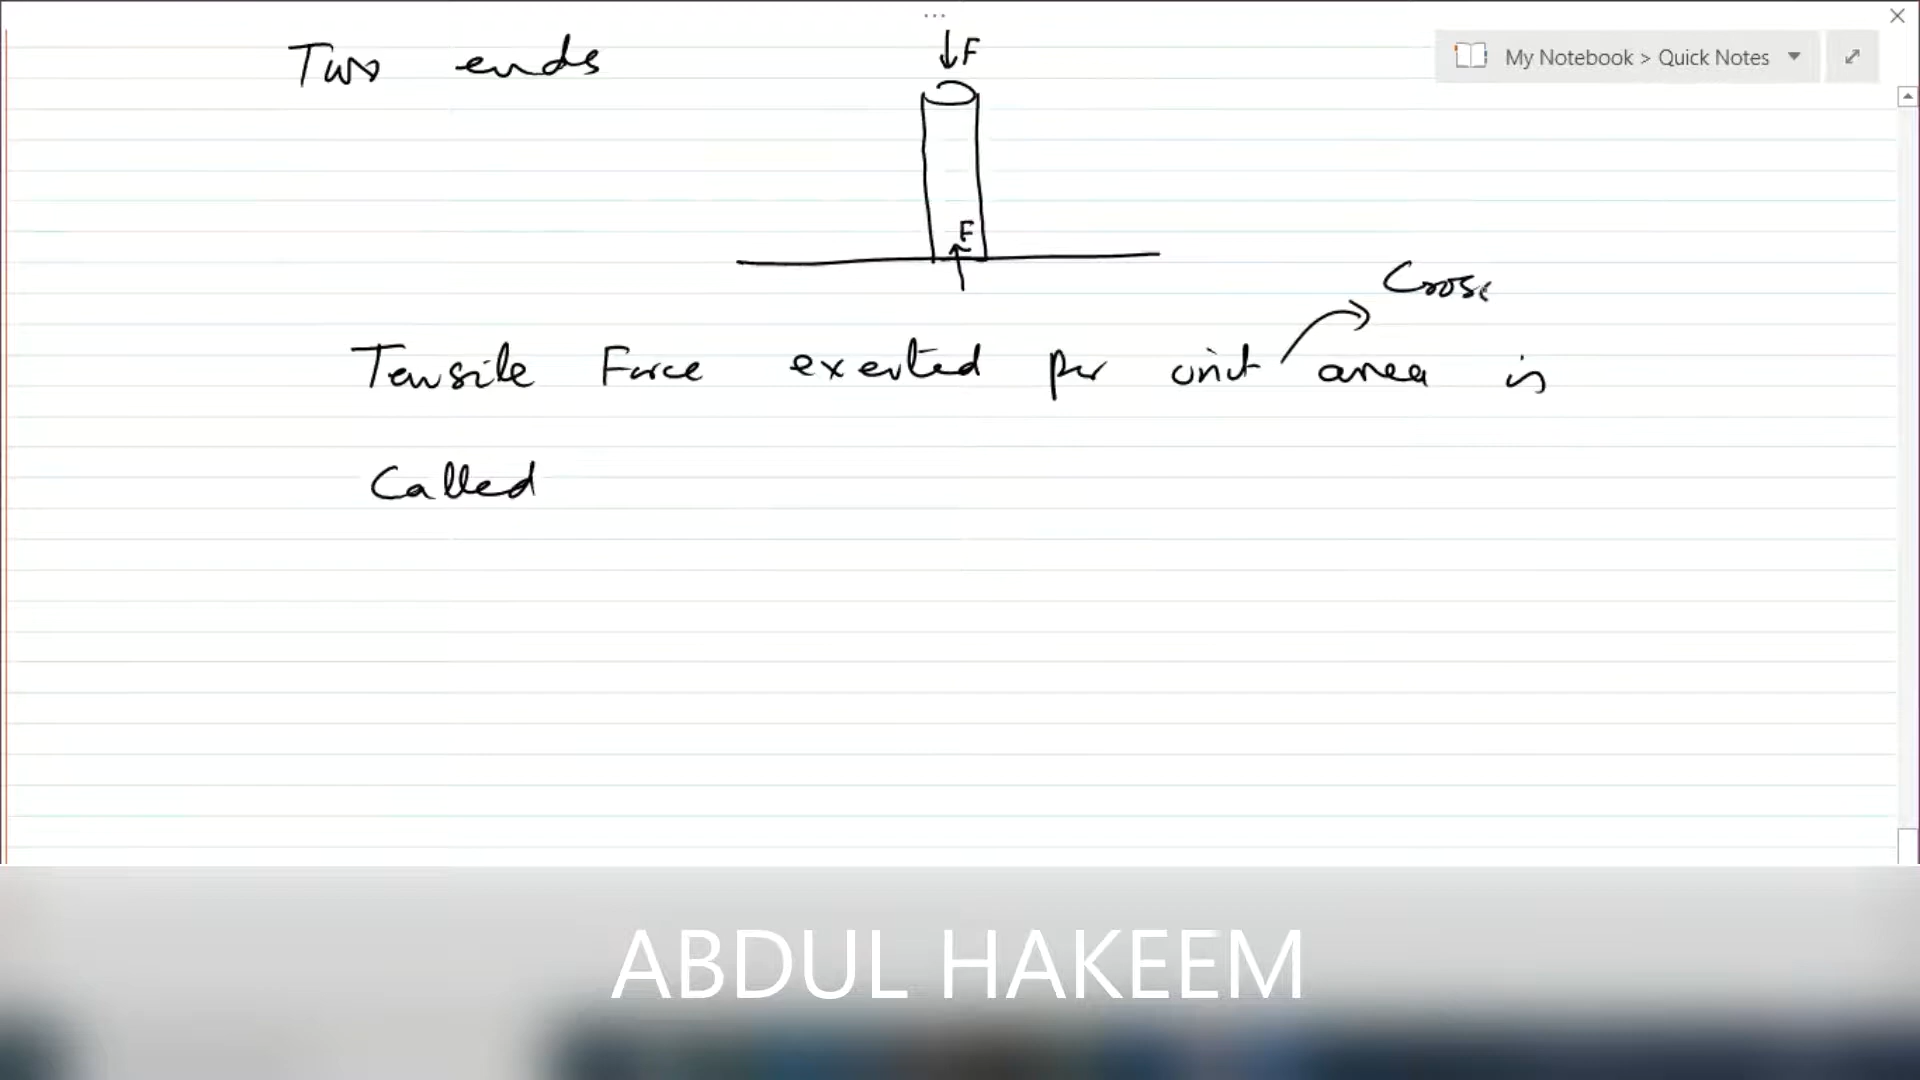 Two ends
F
My Notebook > Quick Notes
F
Cross
Tensile Force exerted per unit area is
Called
ABDUL HAKEEM